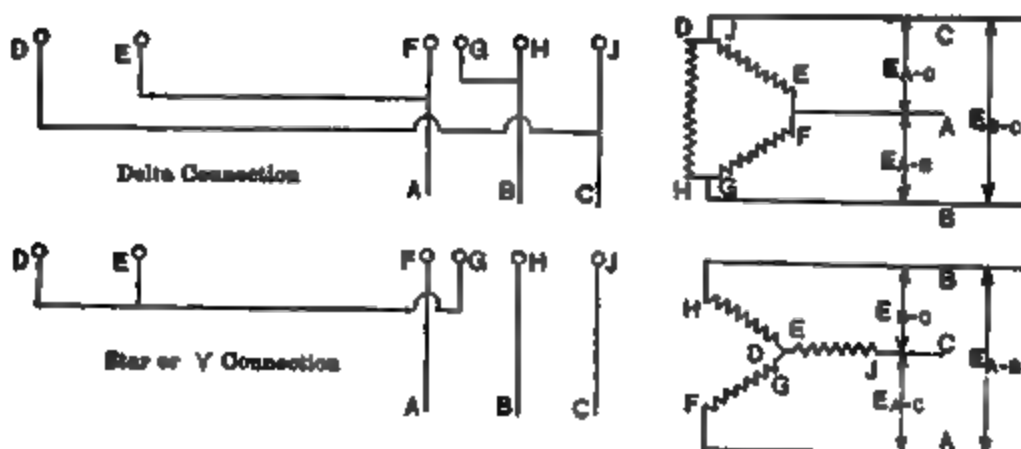 D E F G H J
A B C
Delta Connection
D J C
E
E A-C
A
E B-C
F
E A-B
H G
B
D E F G H J
A B C
Star or Y Connection
B
H
E B-C
E
D
C
E A-B
G
J
F
E A-C
A